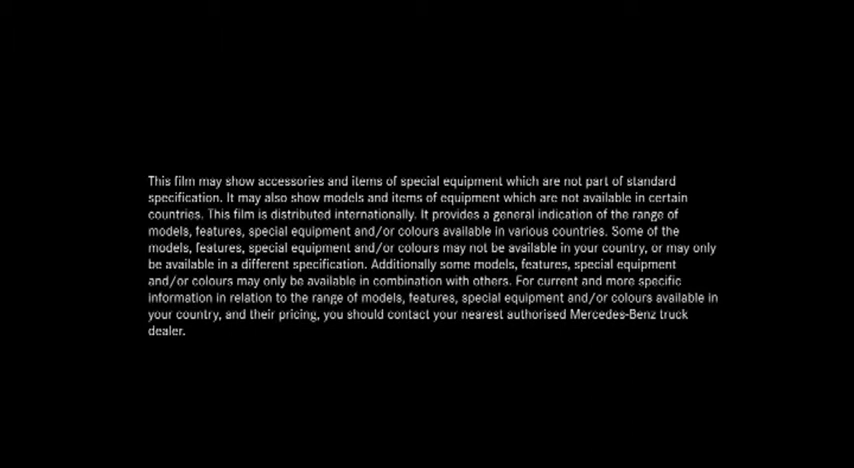 This film may show accessories and items of special equipment which are not part of standard
specification. It may also show models and items of equipment which are not available in certain
countries. This film is distributed internationally. It provides a general indication of the range of
models, features, special equipment and/or colours available in various countries. Some of the
models, features, special equipment and/or colours may not be available in your country, or may only
be available in a different specification. Additionally some models, features, special equipment
and/or colours may only be available in combination with others. For current and more specific
information in relation to the range of models, features, special equipment and/or colours available in
your country, and their pricing, you should contact your nearest authorised Mercedes-Benz truck
dealer.